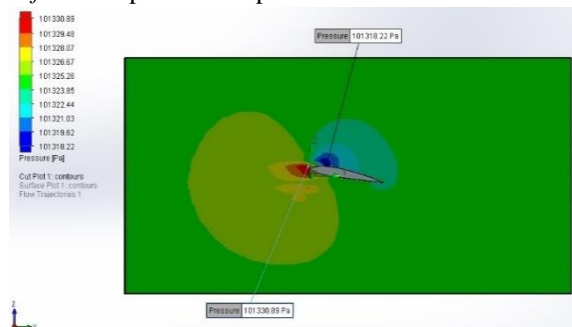 101330.89
101329.48
101328.07
101326.67
101325.26
101323.85
101322.44
101321.03
101319.62
101318.22
Pressure [Pa]
Cut Plot 1: contours
Surface Plot 1: contours
Flow Trajectories 1
Pressure 101318.22 Pa
Pressure 101330.89 Pa
Z